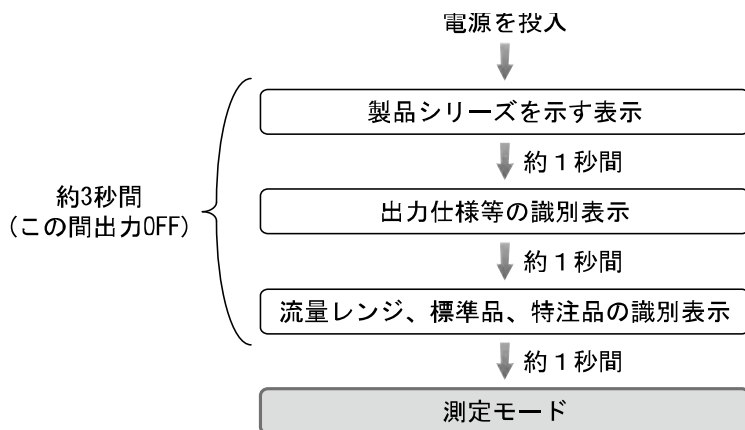 電源を投入
製品シリーズを示す表示
約１秒間
約3秒間
(この間出力OFF)
出力仕様等の識別表示
約１秒間
流量レンジ、標準品、特注品の識別表示
約１秒間
測定モード